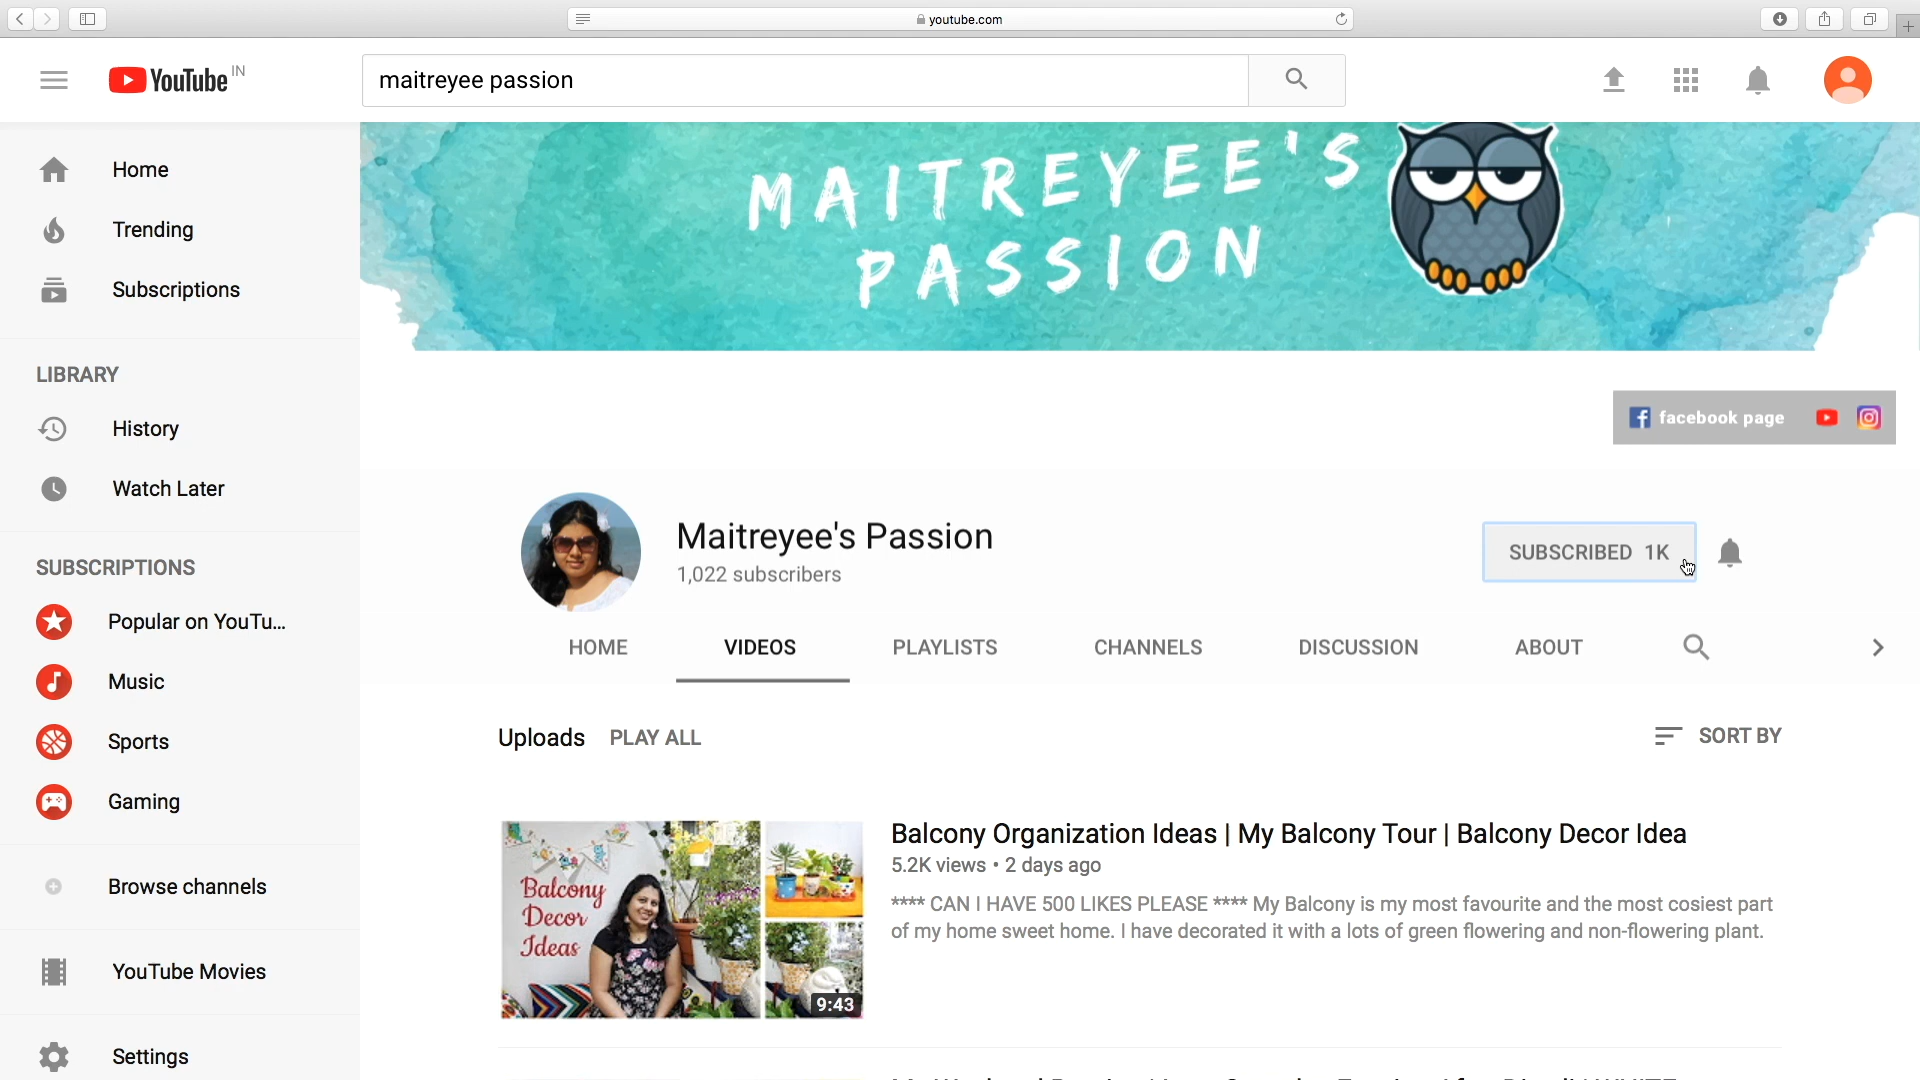 youtube.com
YouTube IN
maitreyee passion
Home
Trending
Subscriptions
LIBRARY
History
Watch Later
SUBSCRIPTIONS
Popular on YouTu...
Music
Sports
Gaming
Browse channels
YouTube Movies
Settings
MAITREYEE'S
PASSION
facebook page
Maitreyee's Passion
1,022 subscribers
SUBSCRIBED 1K
HOME VIDEOS PLAYLISTS CHANNELS DISCUSSION ABOUT
Uploads PLAY ALL
SORT BY
Balcony
Decor
Ideas
9:43
Balcony Organization Ideas | My Balcony Tour | Balcony Decor Idea
5.2K views • 2 days ago
**** CAN I HAVE 500 LIKES PLEASE **** My Balcony is my most favourite and the most cosiest part
of my home sweet home. I have decorated it with a lots of green flowering and non-flowering plant.